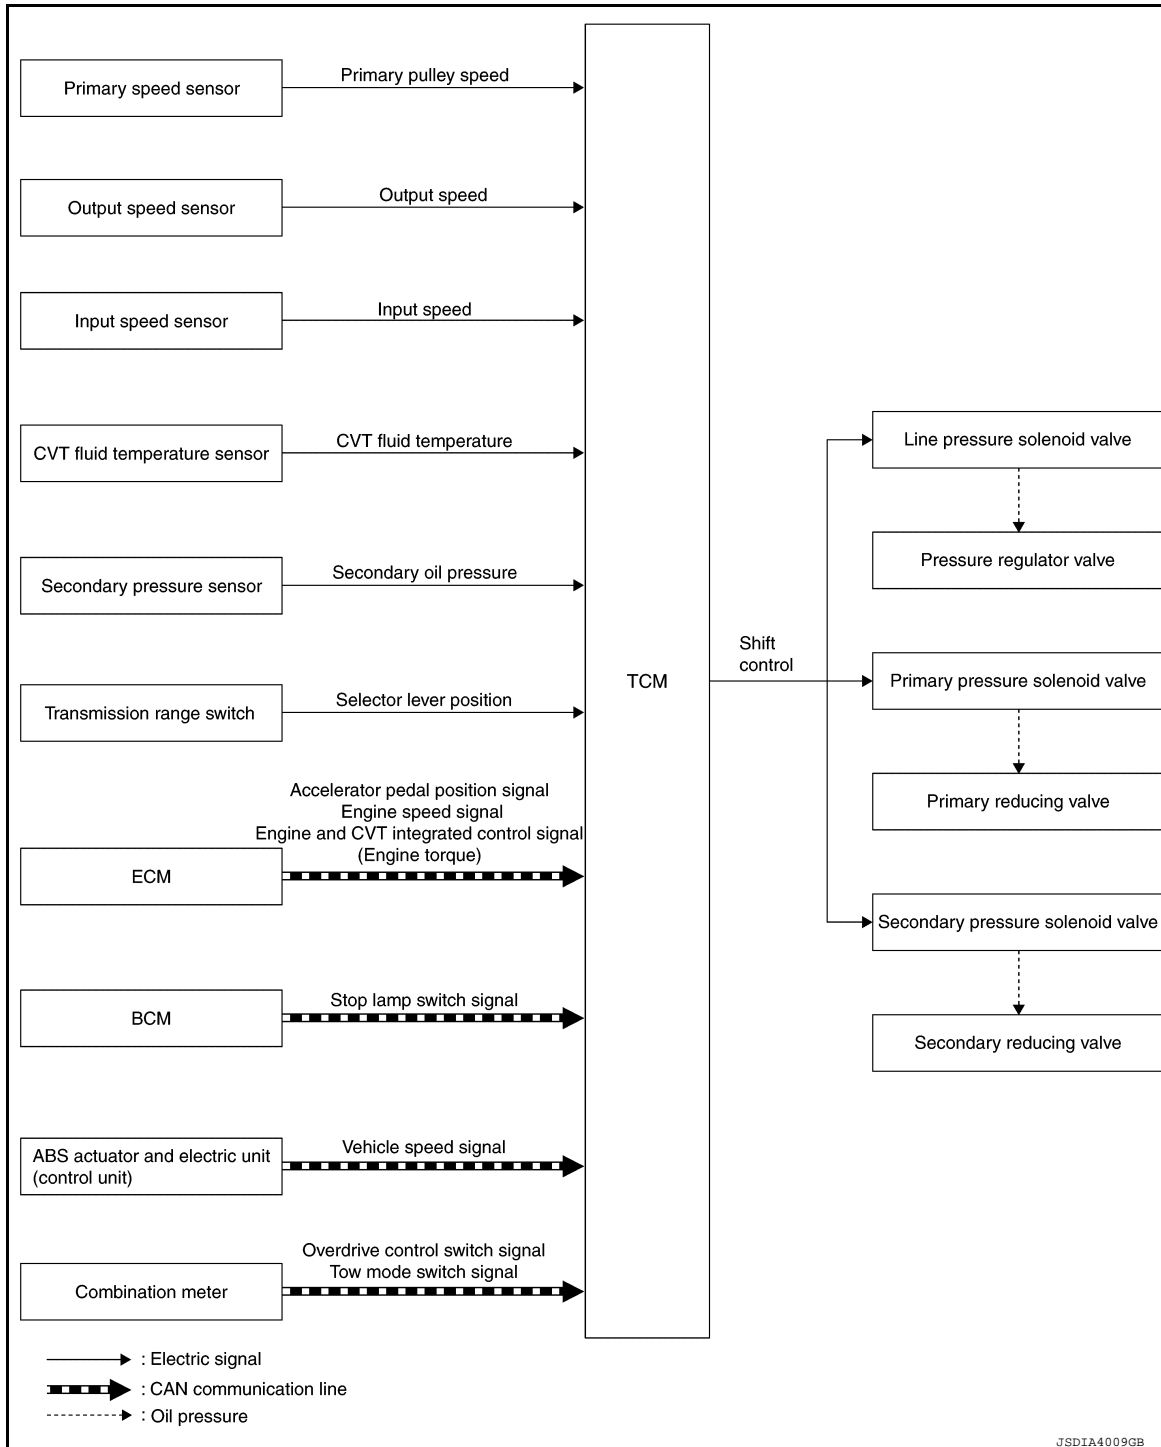 Primary speed sensor
Primary pulley speed
Output speed sensor
Output speed
Input speed sensor
Input speed
CVT fluid temperature sensor
CVT fluid temperature
Secondary pressure sensor
Secondary oil pressure
Transmission range switch
Selector lever position
Accelerator pedal position signal
Engine speed signal
Engine and CVT integrated control signal
(Engine torque)
ECM
BCM
Stop lamp switch signal
ABS actuator and electric unit
(control unit)
Vehicle speed signal
Overdrive control switch signal
Tow mode switch signal
Combination meter
TCM
Shift
control
Line pressure solenoid valve
Pressure regulator valve
Primary pressure solenoid valve
Primary reducing valve
Secondary pressure solenoid valve
Secondary reducing valve
: Electric signal
: CAN communication line
: Oil pressure
JSDIA4009GB